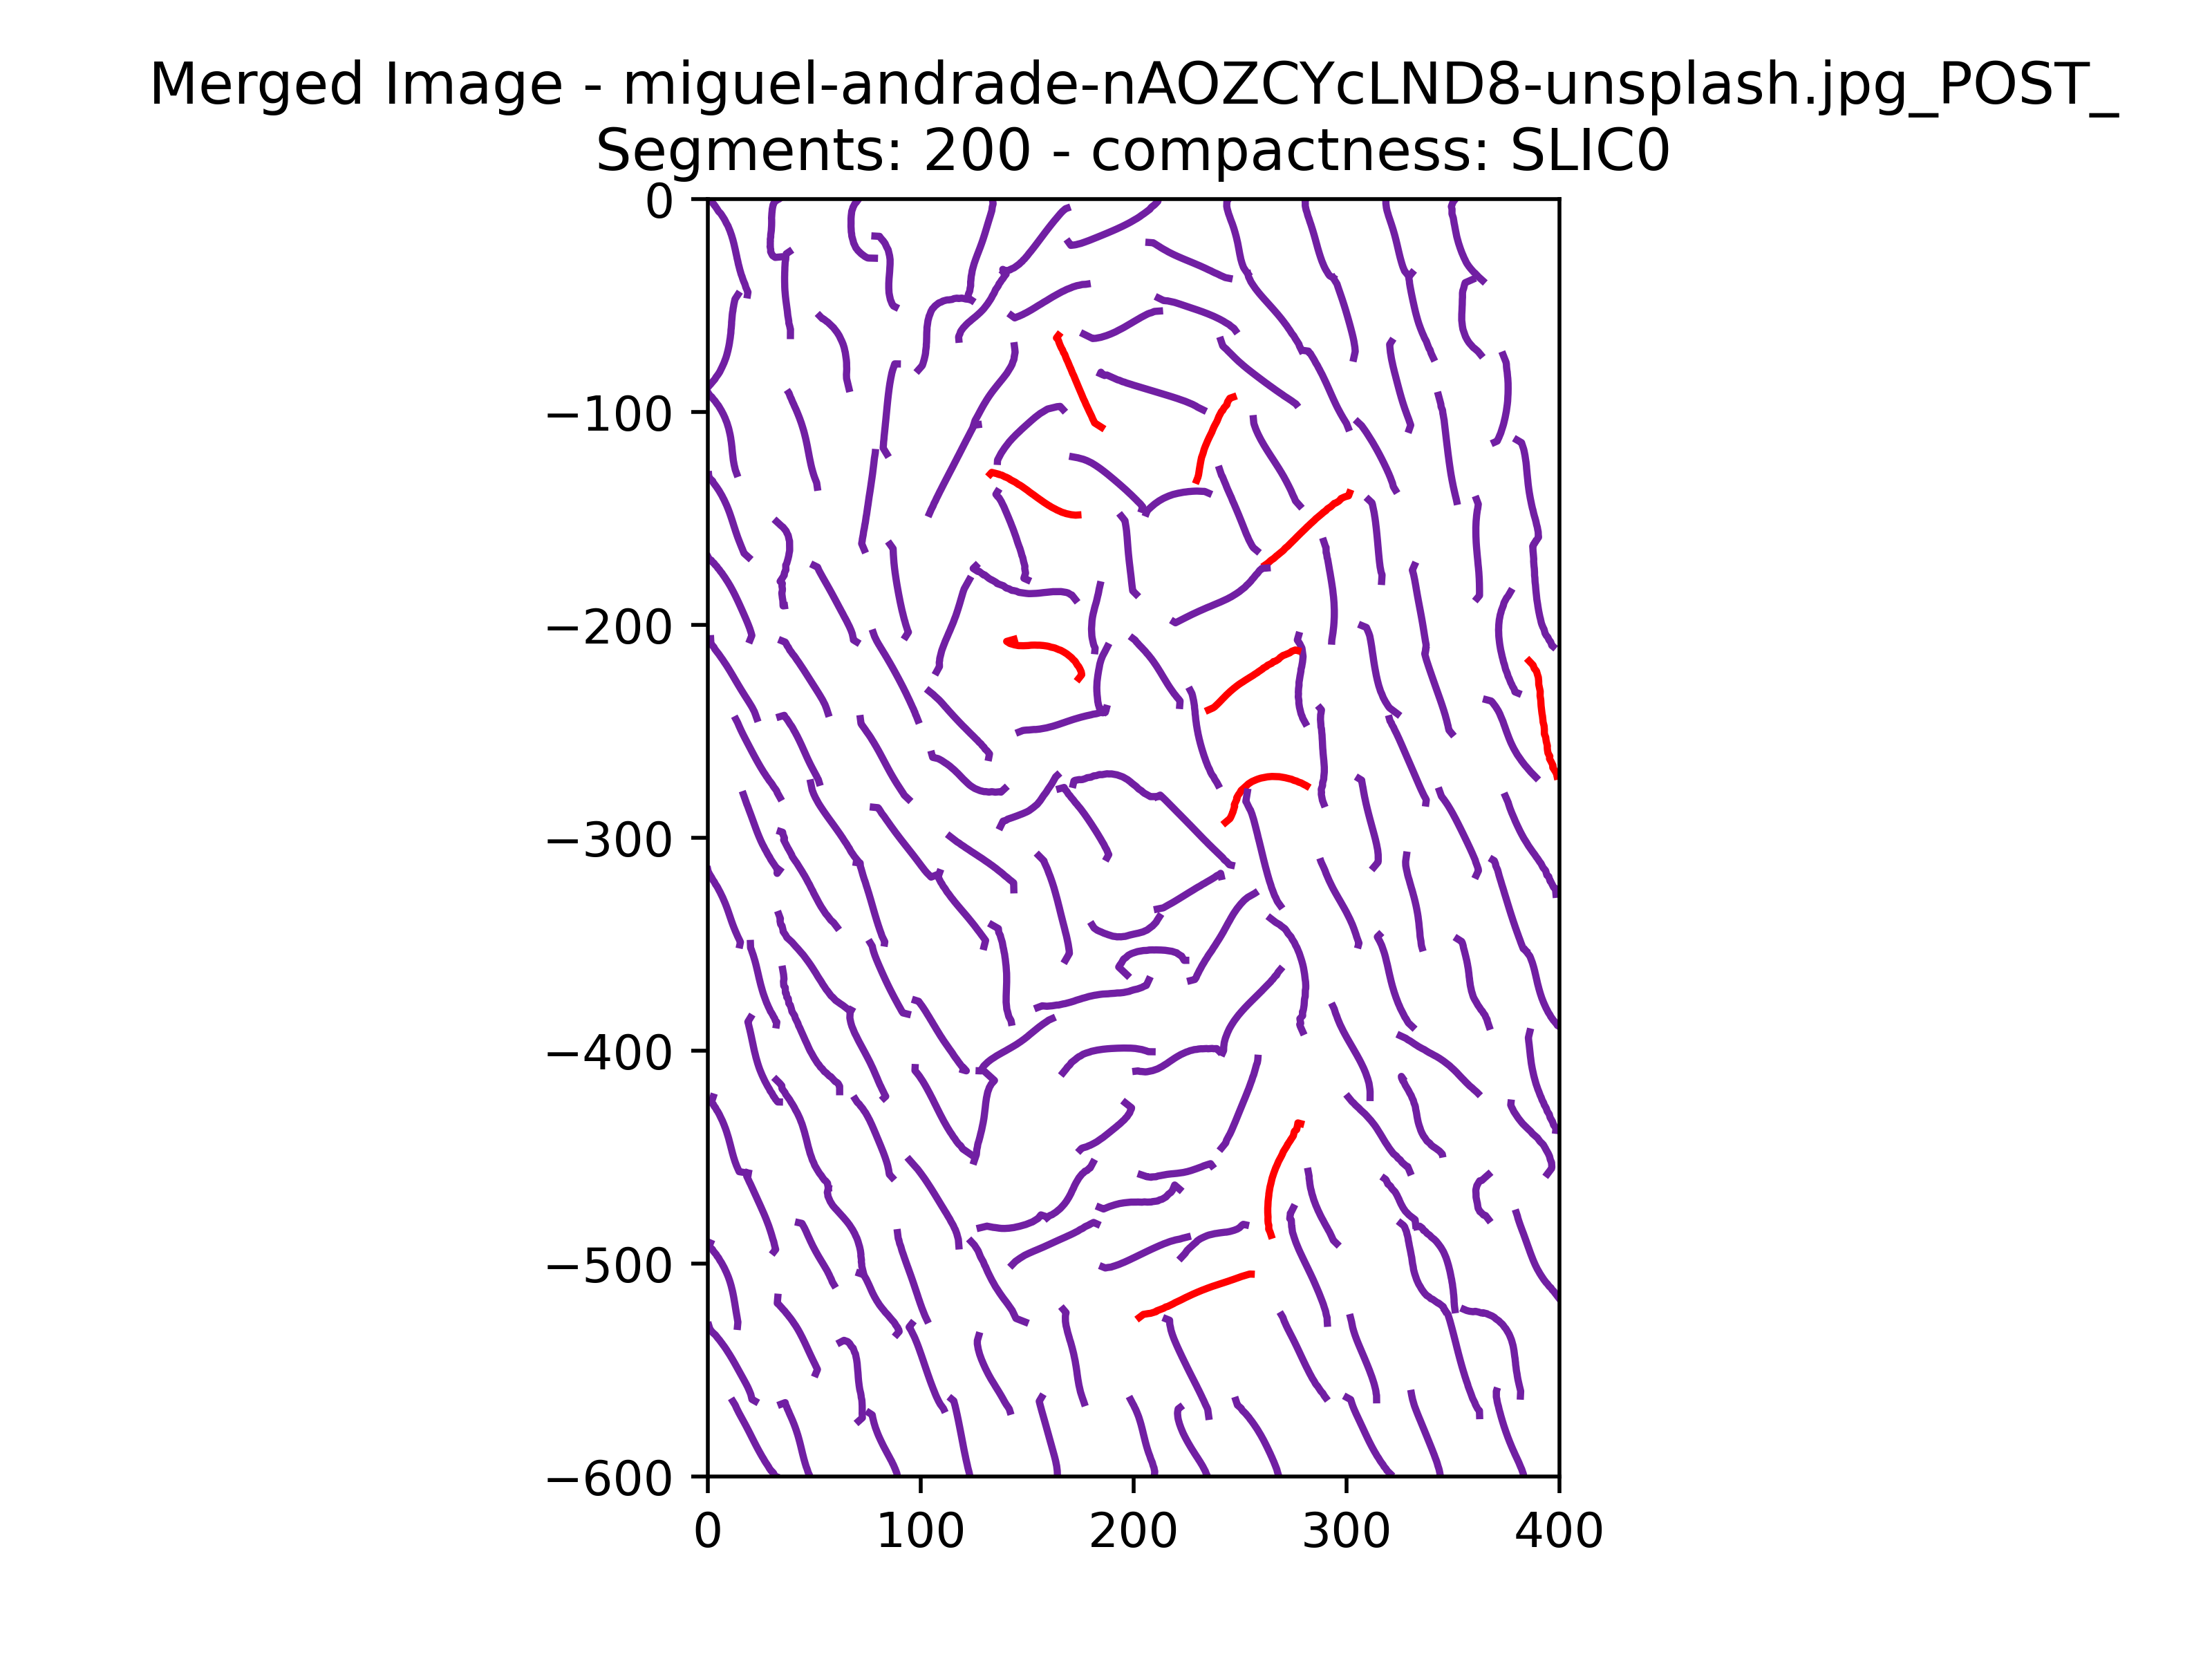 Merged Image - miguel-andrade-nAOZCYcLND8-unsplash.jpg_POST_
Segments: 200 - compactness: SLIC0
0
−100
−200
−300
−400
−500
−600
0 100 200 300 400